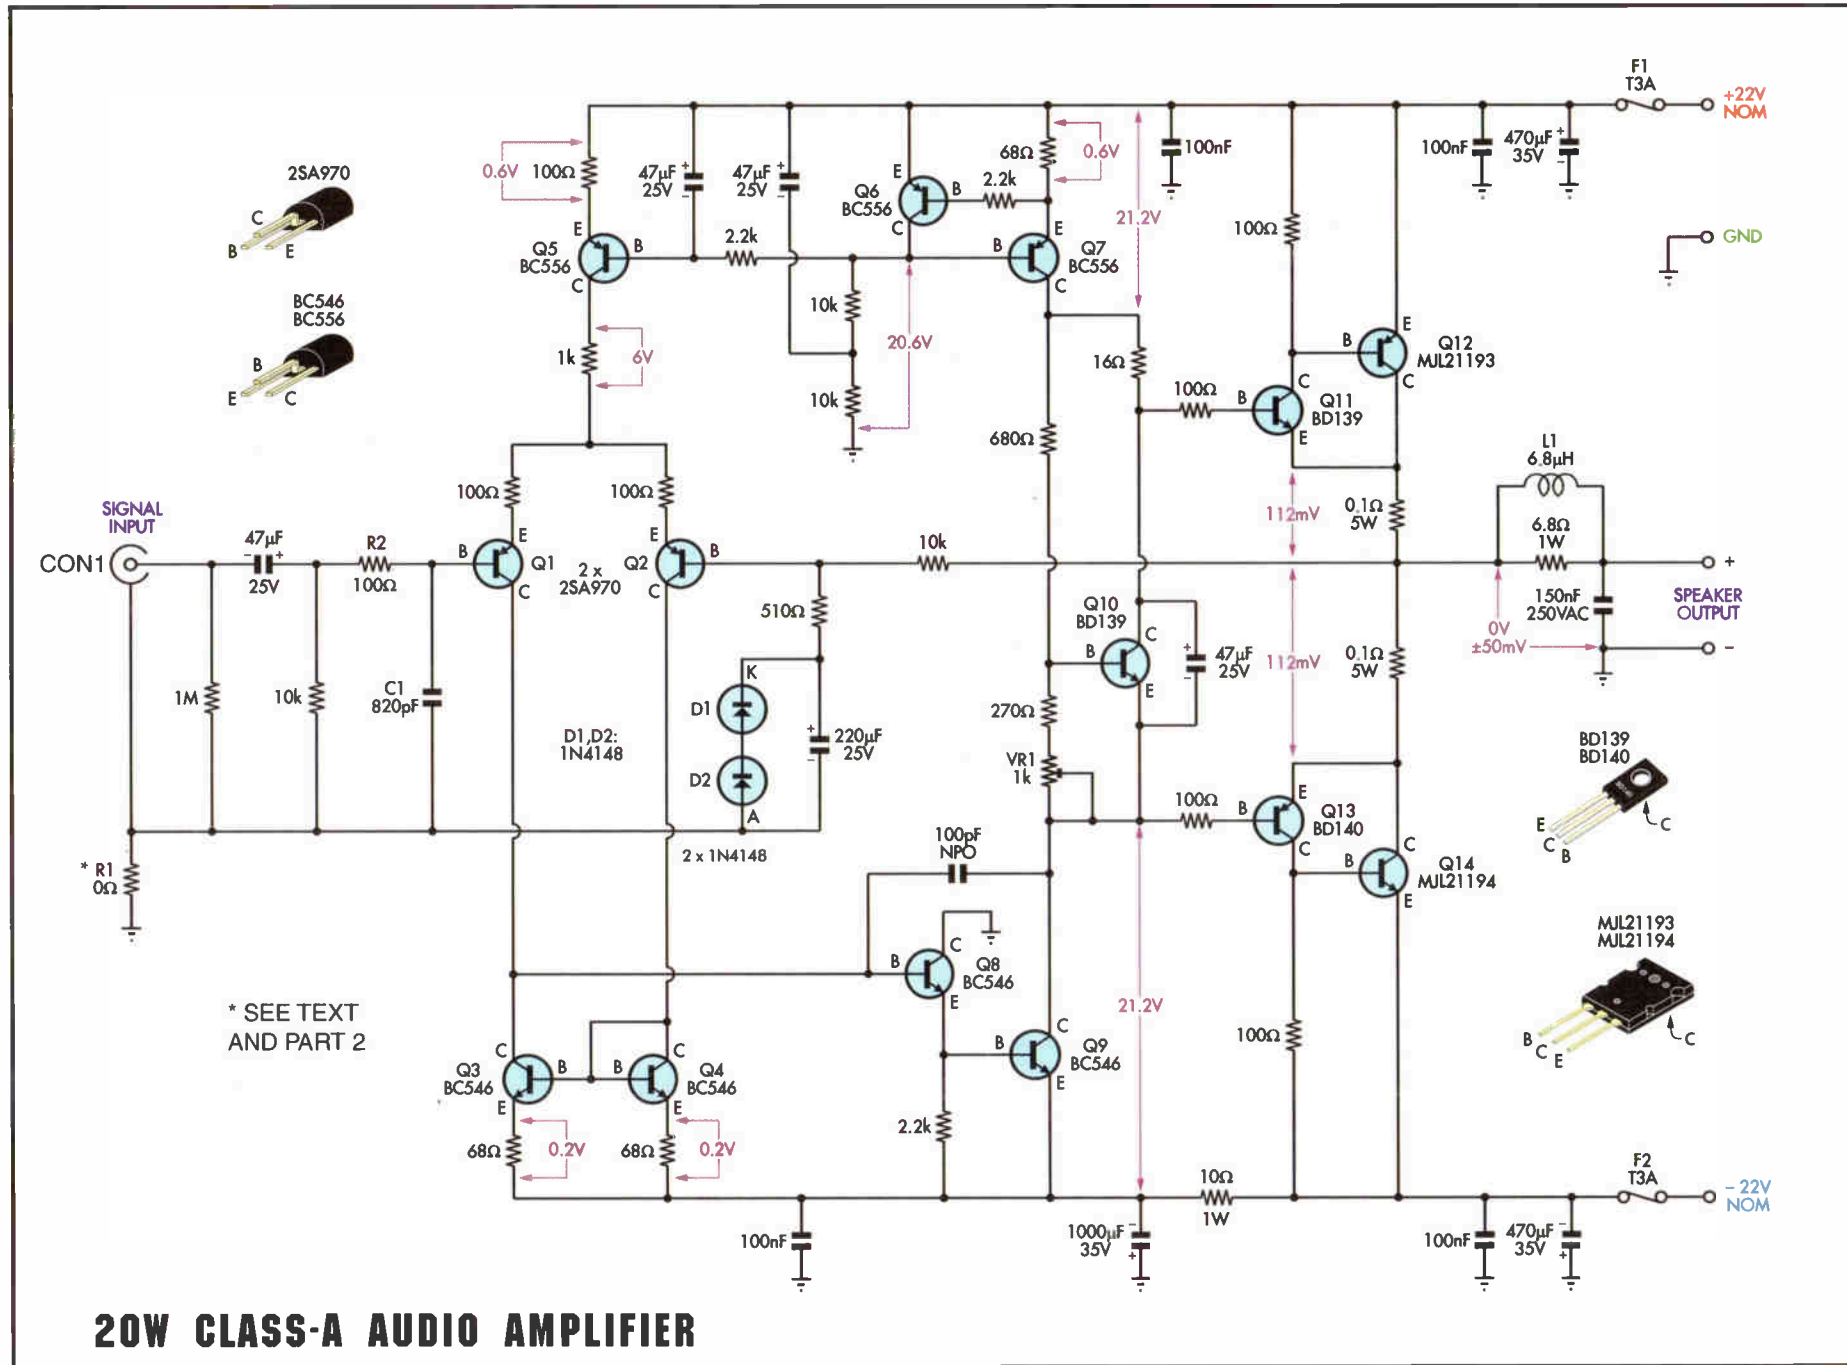 F1
T3A
+22V
NOM
2SA970
C
B
E
0.6V
100Ω
47µF
25V
+
−
47µF
25V
+
−
E
Q6
BC556
B
C
2.2k
68Ω
0.6V
100nF
100nF
470µF
35V
+
−
21.2V
100Ω
GND
E
Q5
BC556
B
C
2.2k
E
B
Q7
BC556
C
BC546
BC556
B
E
C
10k
20.6V
1k
6V
16Ω
E
B
Q12
MJL21193
C
10k
100Ω
B
C
Q11
BD139
E
680Ω
L1
6.8µH
100Ω
100Ω
SIGNAL
INPUT
112mV
0.1Ω
5W
6.8Ω
1W
CON1
47µF
− +
25V
R2
100Ω
E
B
Q1
C
2 x
2SA970
E
Q2
B
C
10k
+
510Ω
Q10
BD139
B
C
E
47µF
25V
+
−
150nF
250VAC
SPEAKER
OUTPUT
0V
±50mV
−
112mV
0.1Ω
5W
1M
10k
C1
820pF
D1
K
D1,D2:
1N4148
D2
A
220µF
25V
+
−
270Ω
VR1
1k
BD139
BD140
E
C
B
C
100Ω
B
E
Q13
BD140
C
2 x 1N4148
100pF
NPO
* R1
0Ω
B
C
Q14
MJL21194
E
MJL21193
MJL21194
B
C
E
C
B
C
Q8
BC546
E
21.2V
100Ω
* SEE TEXT
AND PART 2
C
Q3
BC546
B
E
B
C
Q4
BC546
E
B
C
Q9
BC546
E
68Ω
0.2V
68Ω
0.2V
2.2k
10Ω
1W
F2
T3A
− 22V
NOM
100nF
1000µF
35V
−
+
100nF
470µF
35V
−
+
20W CLASS-A AUDIO AMPLIFIER